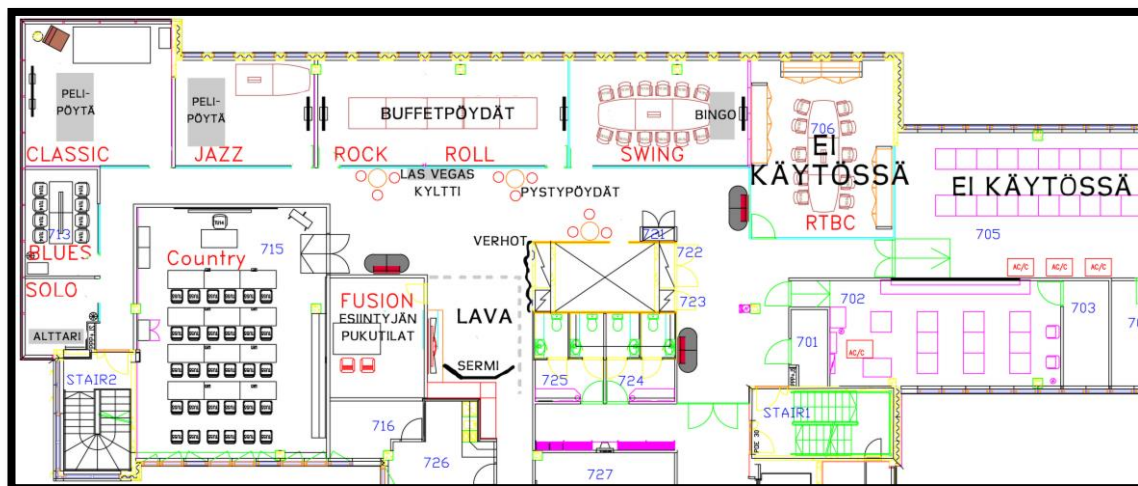 PELI-
PÖYTÄ
CLASSIC
PELI-
PÖYTÄ
JAZZ
BUFFETPÖYDÄT
ROCK
ROLL
BINGO
SWING
706
EI
KÄYTÖSSÄ
RTBC
EI KÄYTÖSSÄ
705
LAS VEGAS
KYLTTI
PYSTYPÖYDÄT
713
BLUES
SOLO
ALTTARI
STAIR2
715
Country
VERHOT
721
722
723
FUSION
ESIINTYJÄN
PUKUTILAT
LAVA
SERMI
716
726
725
724
727
AC/C
AC/C
AC/C
702
703
701
AC/C
STAIR1